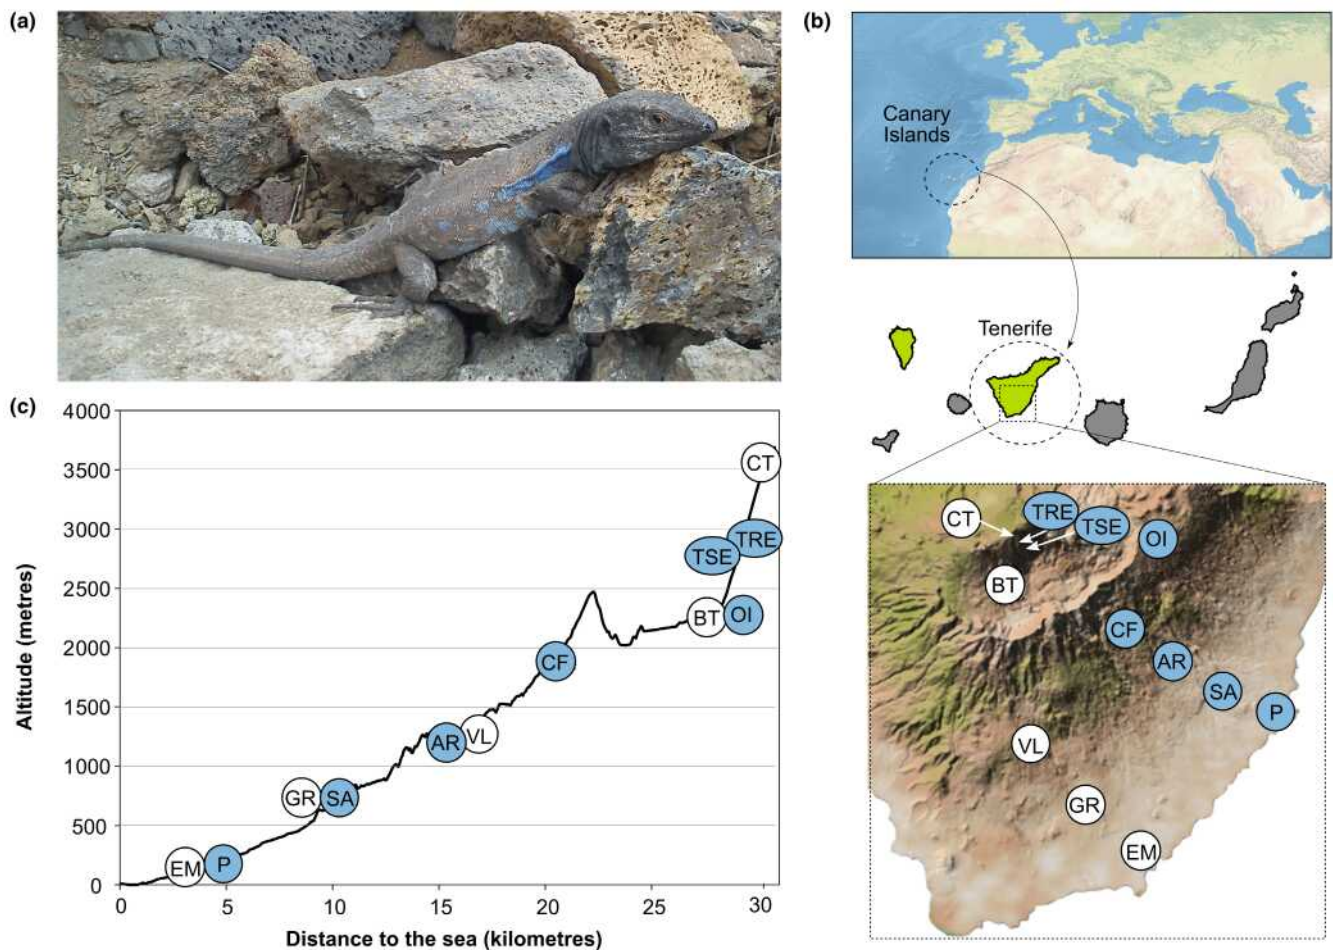 (a)
(b)
Canary
Islands
Tenerife
(c)
4000
3500
3000
2500
2000
1500
1000
500
0
Altitude (metres)
CT
TRE
TSE
BT
OI
CF
AR
VL
GR
SA
EM
P
0
5
10
15
20
25
30
Distance to the sea (kilometres)
CT
TRE
TSE
OI
BT
CF
AR
SA
P
VL
GR
EM